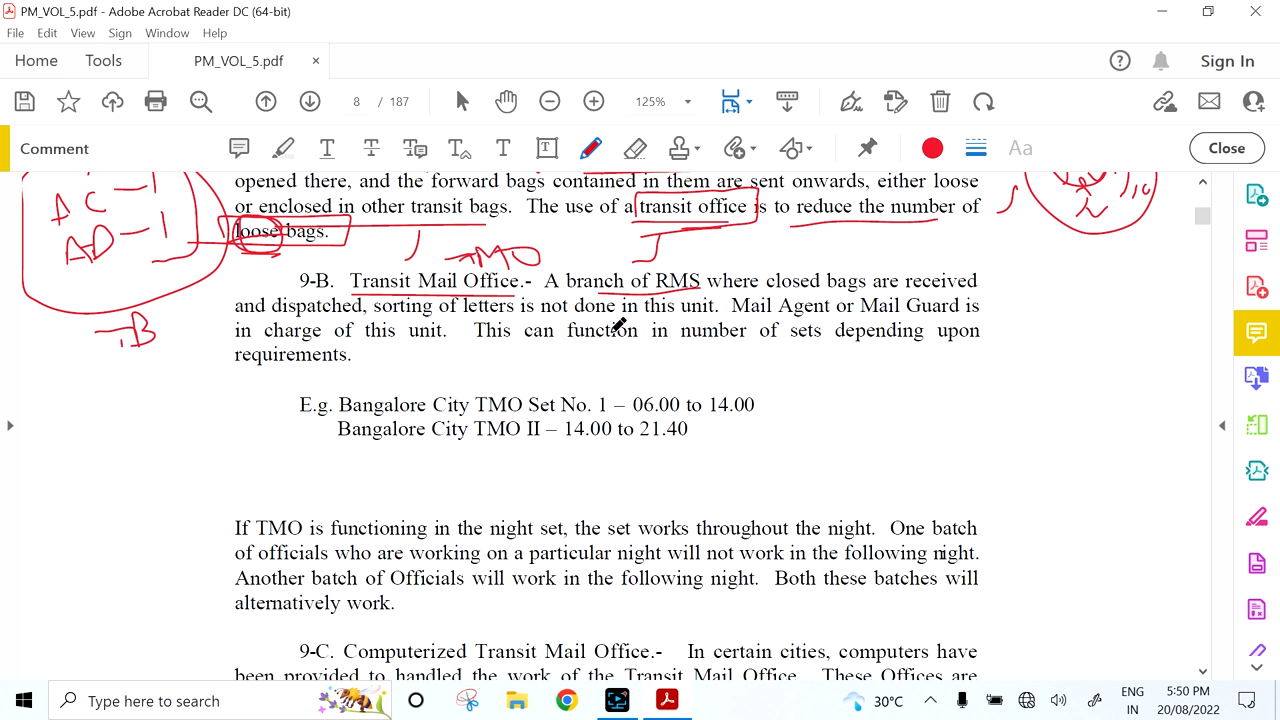 PM_VOL_5.pdf - Adobe Acrobat Reader DC (64-bit)
File Edit View Sign Window Help
Home Tools PM_VOL_5.pdf × Sign In
8 / 187 125%
Comment Aa Close
opened there, and the forward bags contained in them are sent onwards, either loose
AC - 1
or enclosed in other transit bags. The use of a transit office is to reduce the number of
AD - 1
loose bags.
TMO
9-B. Transit Mail Office.- A branch of RMS where closed bags are received
and dispatched, sorting of letters is not done in this unit. Mail Agent or Mail Guard is
in charge of this unit. This can function in number of sets depending upon
requirements.
E.g. Bangalore City TMO Set No. 1 – 06.00 to 14.00
Bangalore City TMO II – 14.00 to 21.40
If TMO is functioning in the night set, the set works throughout the night. One batch
of officials who are working on a particular night will not work in the following night.
Another batch of Officials will work in the following night. Both these batches will
alternatively work.
9-C. Computerized Transit Mail Office.- In certain cities, computers have
been provided to handled the work of the Transit Mail Office. These Offices are
Type here to search
30°C ENG IN 5:50 PM 20/08/2022